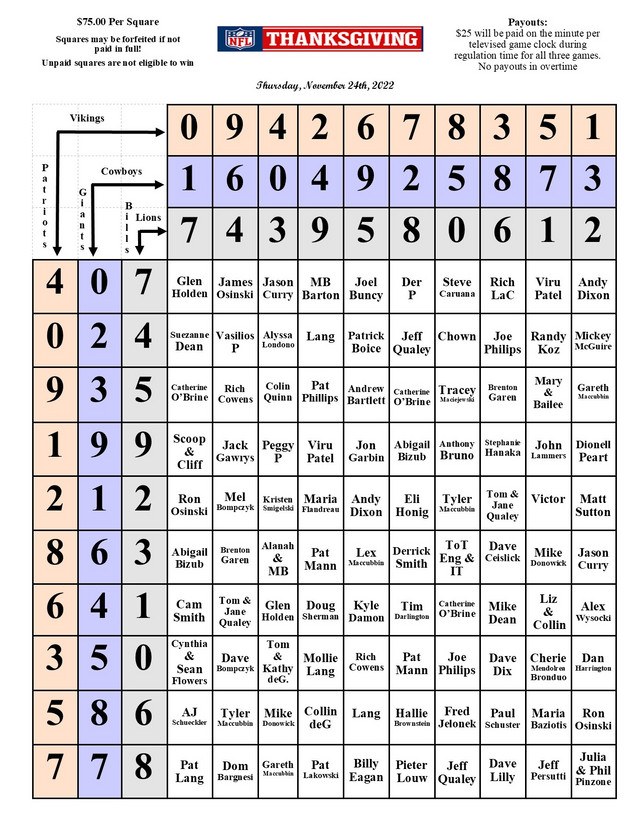 $75.00 Per Square
Squares may be forfeited if not
paid in full!
Unpaid squares are not eligible to win
NFL THANKSGIVING
Payouts:
$25 will be paid on the minute per
televised game clock during
regulation time for all three games.
No payouts in overtime
Thursday, November 24th, 2022
Vikings
0 9 4 2 6 7 8 3 5 1
Cowboys
1 6 0 4 9 2 5 8 7 3
Lions
7 4 3 9 5 8 0 6 1 2
Patriots
Giants
Bills
4 0 7 Glen Holden James Osinski Jason Curry MB Barton Joel Buncy Der P Steve Caruana Rich LaC Viru Patel Andy Dixon
0 2 4 Suezanne Dean Vasilios P Alyssa Londono Lang Patrick Boice Jeff Qualey Chown Joe Philips Randy Koz Mickey McGuire
9 3 5 Catherine O'Brine Rich Cowens Colin Quinn Pat Phillips Andrew Bartlett Catherine O'Brine Tracey Maciejewski Brenton Garen Mary & Bailee Gareth Maccubbin
1 9 9 Scoop & Cliff Jack Gawrys Peggy P Viru Patel Jon Garbin Abigail Bizub Anthony Bruno Stephanie Hanaka John Lammers Dionell Peart
2 1 2 Ron Osinski Mel Bompczyk Kristen Smigelski Maria Flandreau Andy Dixon Eli Honig Tyler Maccubbin Tom & Jane Qualey Victor Matt Sutton
8 6 3 Abigail Bizub Brenton Garen Alanah & MB Pat Mann Lex Maccubbin Derrick Smith ToT Eng & IT Dave Ceislick Mike Donowick Jason Curry
6 4 1 Cam Smith Tom & Jane Qualey Glen Holden Doug Sherman Kyle Damon Tim Darlington Catherine O'Brine Mike Dean Liz & Collin Alex Wysocki
3 5 0 Cynthia & Sean Flowers Dave Bompczyk Tom & Kathy deG. Mollie Lang Rich Cowens Pat Mann Joe Philips Dave Dix Cherie Mendolera Bronduo Dan Harrington
5 8 6 AJ Schueckler Tyler Maccubbin Mike Donowick Collin deG Lang Hallie Brownstein Fred Jelonek Paul Schuster Maria Baziotis Ron Osinski
7 7 8 Pat Lang Dom Bargnesi Gareth Maccubbin Pat Lakowski Billy Eagan Pieter Louw Jeff Qualey Dave Lilly Jeff Persutti Julia & Phil Pinzone